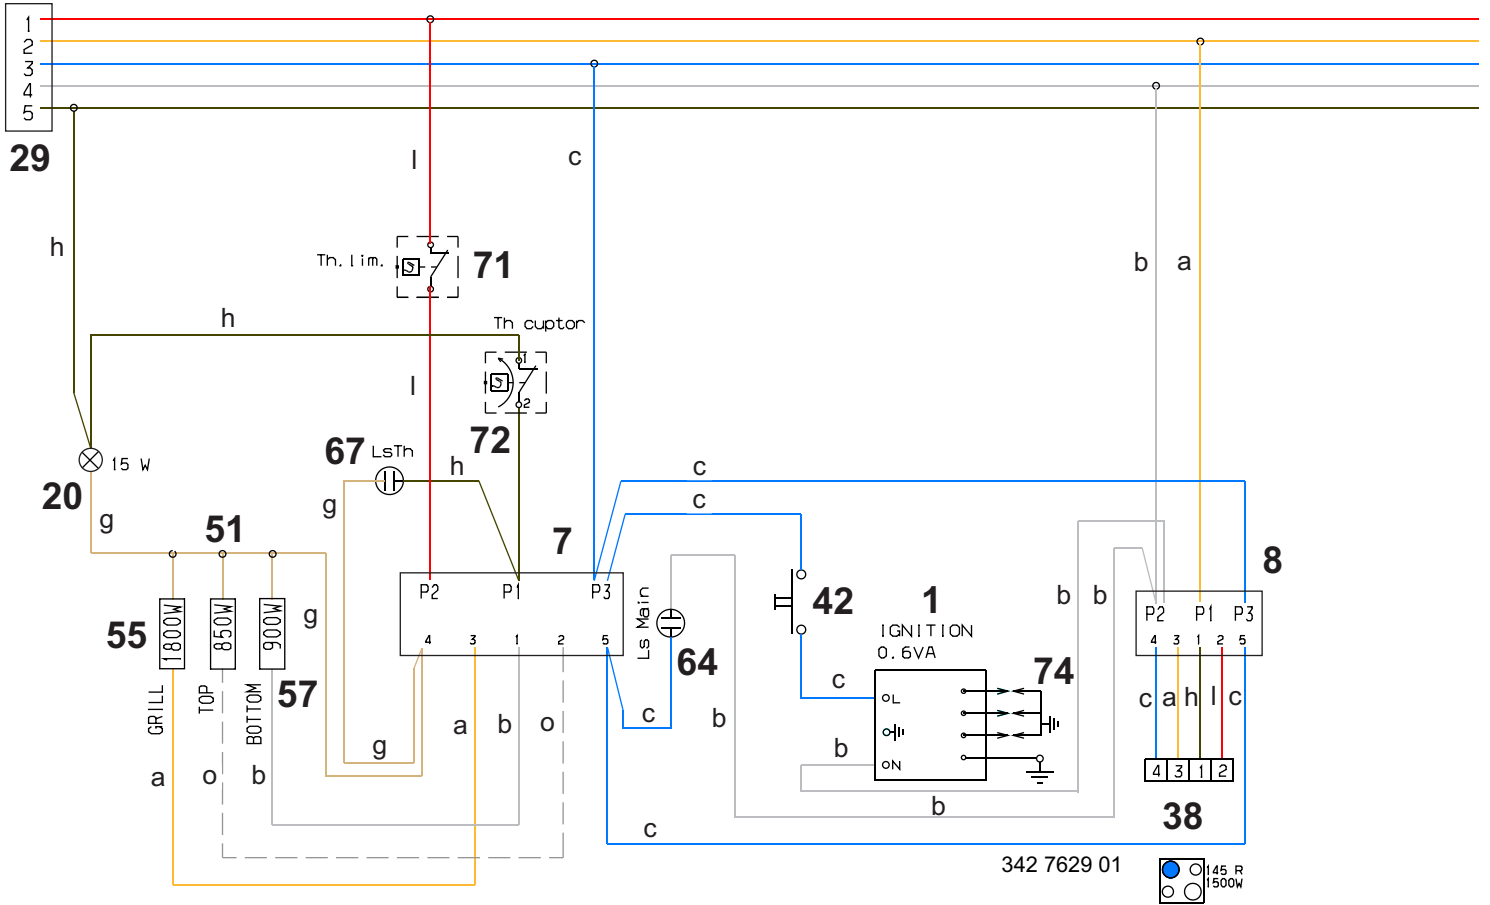 1
2
3
4
5
29
l
c
h
b
a
Th. lim.
71
h
Th cuptor
1
2
l
72
67
LsTh
h
15 W
20
g
g
c
c
51
7
8
P2
P1
P3
4
3
1
2
5
Ls Main
64
42
1
IGNITION
0.6VA
74
b
b
P2
P1
P3
4
3
1
2
5
55
1800W
850W
900W
57
g
GRILL
TOP
BOTTOM
a
b
o
c
b
c
L
N
b
c
a
h
l
c
a
o
b
g
4
3
1
2
38
b
c
342 7629 01
145 R
1500W